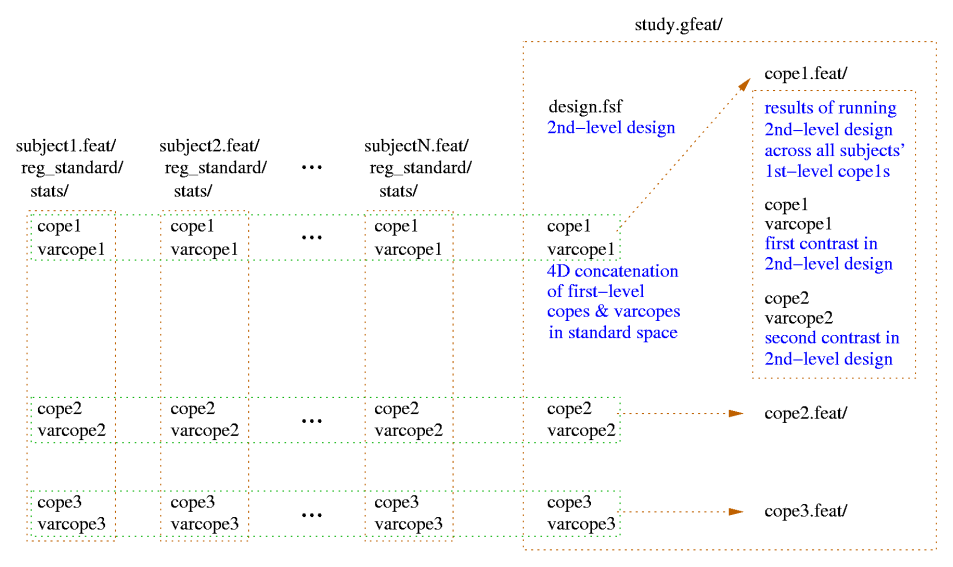 study.gfeat/
cope1.feat/
design.fsf
2nd−level design
results of running
2nd−level design
across all subjects’
1st−level cope1s
cope1
varcope1
first contrast in
2nd−level design
cope2
varcope2
second contrast in
2nd−level design
subject1.feat/
reg_standard/
stats/
subject2.feat/
reg_standard/
stats/
...
subjectN.feat/
reg_standard/
stats/
cope1
varcope1
cope1
varcope1
...
cope1
varcope1
cope1
varcope1
4D concatenation
of first−level
copes & varcopes
in standard space
cope2
varcope2
cope2
varcope2
...
cope2
varcope2
cope2
varcope2
cope2.feat/
cope3
varcope3
cope3
varcope3
...
cope3
varcope3
cope3
varcope3
cope3.feat/